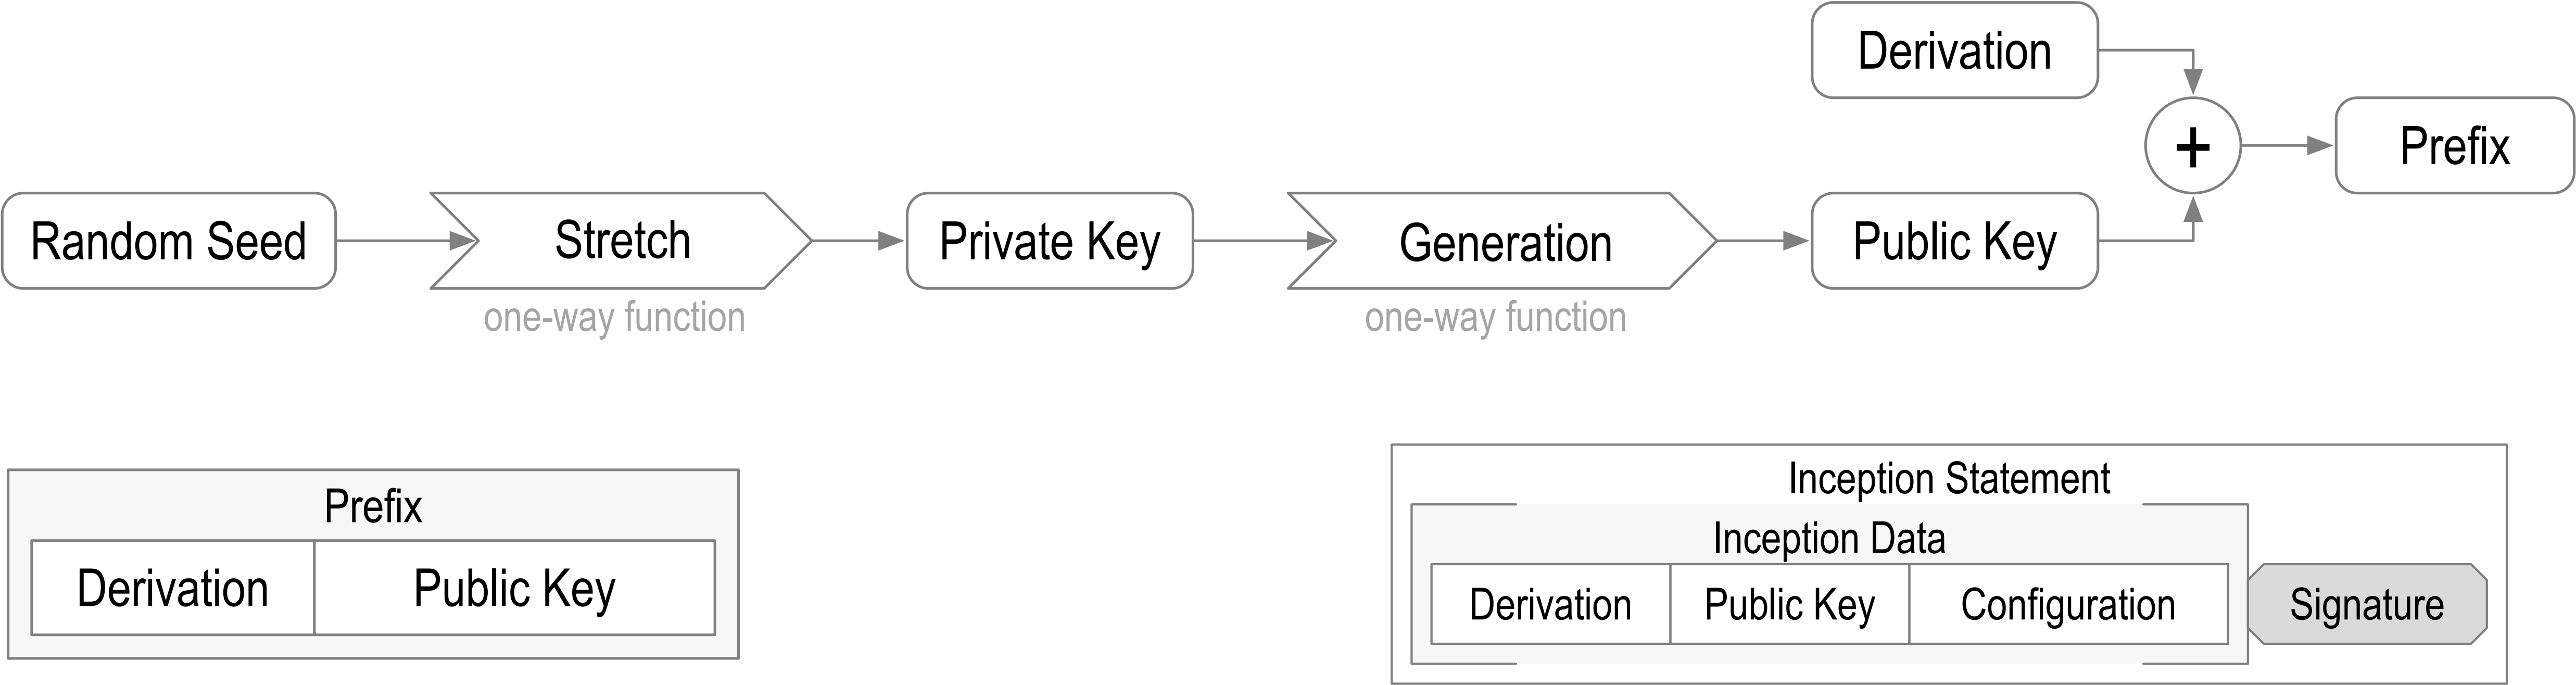 Derivation
+
Prefix
Random Seed
Stretch
Private Key
Generation
Public Key
one-way function
one-way function
Prefix
Derivation
Public Key
Inception Statement
Inception Data
Derivation
Public Key
Configuration
Signature